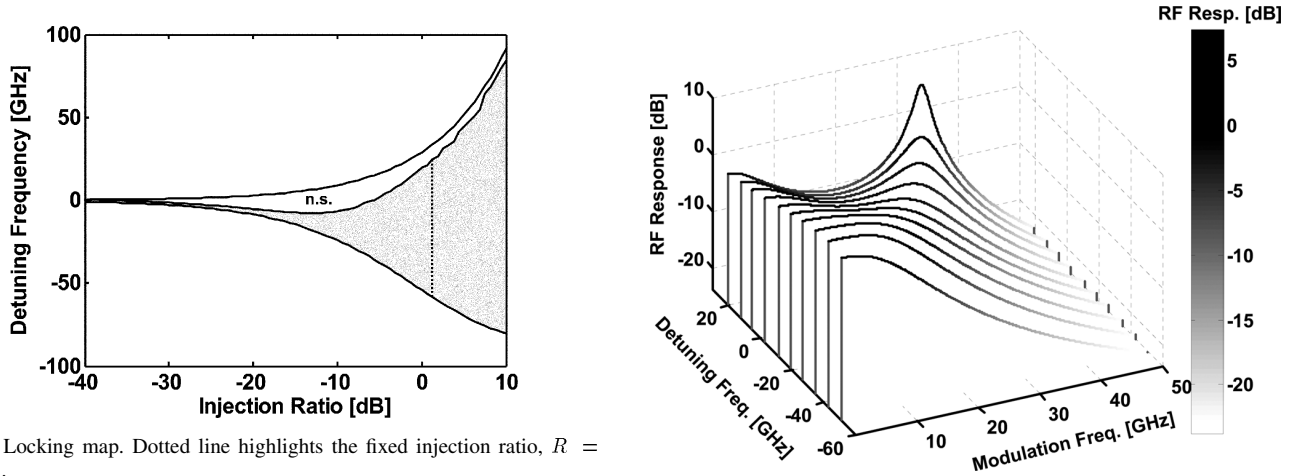 100
50
0
-50
-100
Detuning Frequency [GHz]
n.s.
-40 -30 -20 -10 0 10
Injection Ratio [dB]
Locking map. Dotted line highlights the fixed injection ratio, R =
RF Resp. [dB]
10
0
-10
-20
RF Response [dB]
20
0
-20
-40
-60
Detuning Freq. [GHz]
10 20 30 40 50
Modulation Freq. [GHz]
5
0
-5
-10
-15
-20